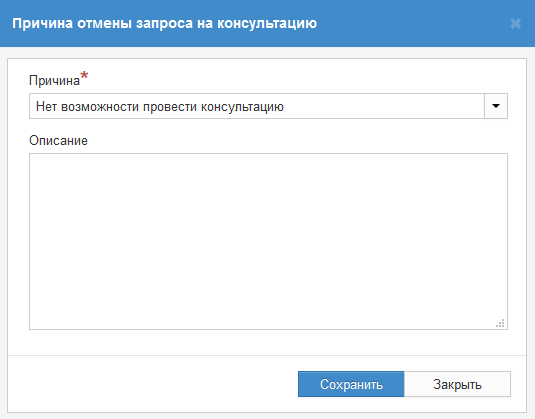 Причина отмены запроса на консультацию
Причина*
Нет возможности провести консультацию
Описание
Сохранить
Закрыть